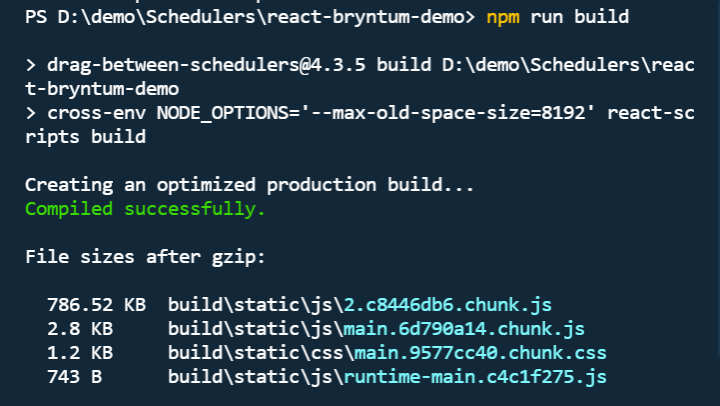 PS D:\demo\Schedulers\react-bryntum-demo> npm run build
> drag-between-schedulers@4.3.5 build D:\demo\Schedulers\reac
t-bryntum-demo
> cross-env NODE_OPTIONS='--max-old-space-size=8192' react-sc
ripts build
Creating an optimized production build...
Compiled successfully.
File sizes after gzip:
786.52 KB  build\static\js\2.c8446db6.chunk.js
2.8 KB     build\static\js\main.6d790a14.chunk.js
1.2 KB     build\static\css\main.9577cc40.chunk.css
743 B      build\static\js\runtime-main.c4c1f275.js